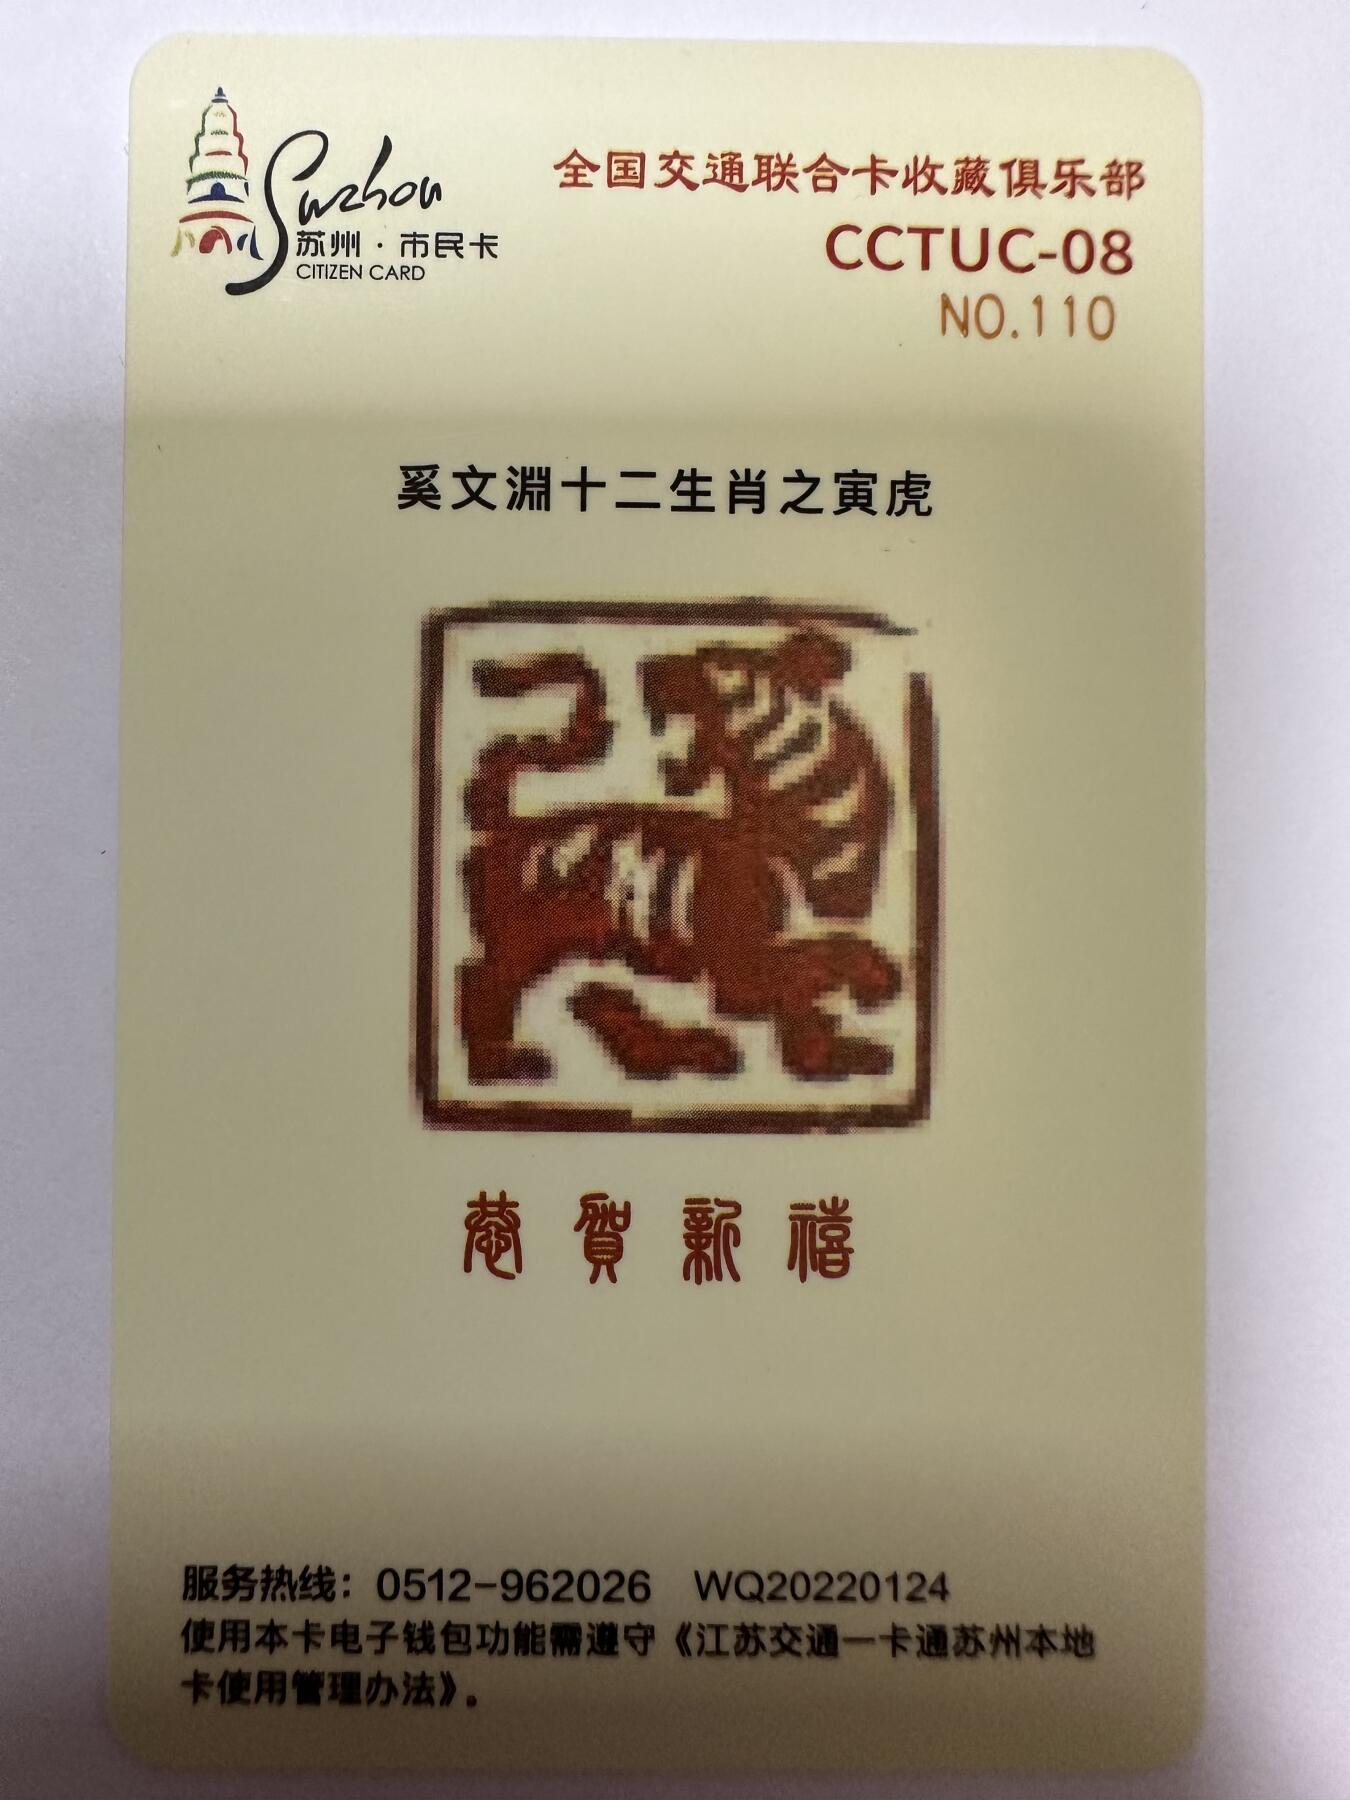 Suzhou
苏州·市民卡
CITIZEN CARD
全国交通联合卡收藏俱乐部
CCTUC-08
NO.110
奚文淵十二生肖之寅虎
恭賀新禧
服务热线：0512-962026 WQ20220124
使用本卡电子钱包功能需遵守《江苏交通一卡通苏州本地
卡使用管理办法》。